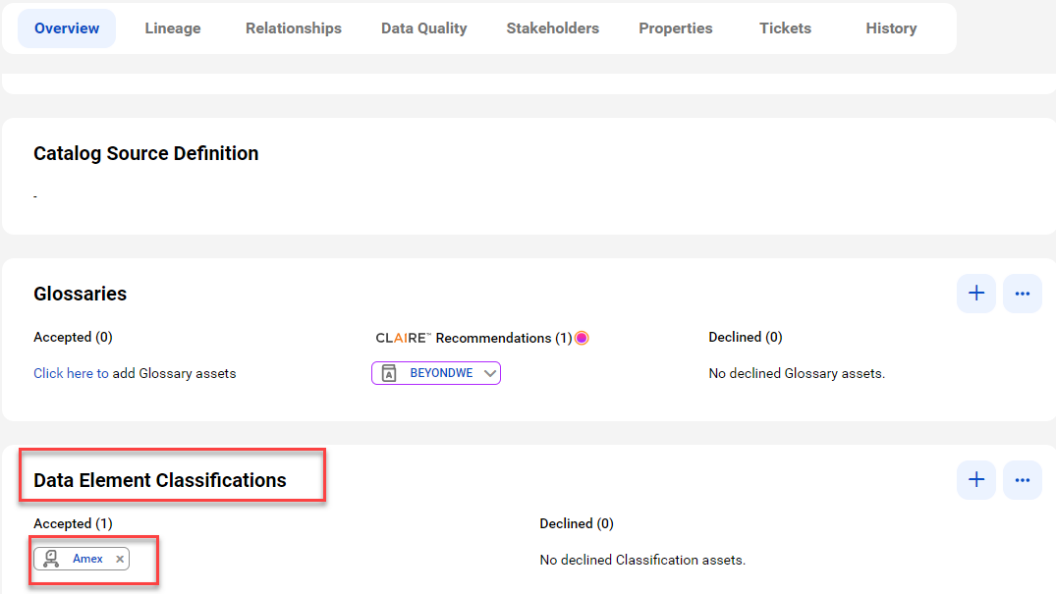 Overview Lineage Relationships Data Quality Stakeholders Properties Tickets History
Catalog Source Definition
-
Glossaries
Accepted (0) CLAIRE™ Recommendations (1) Declined (0)
Click here to add Glossary assets BEYONDWE No declined Glossary assets.
Data Element Classifications
Accepted (1) Declined (0)
Amex No declined Classification assets.